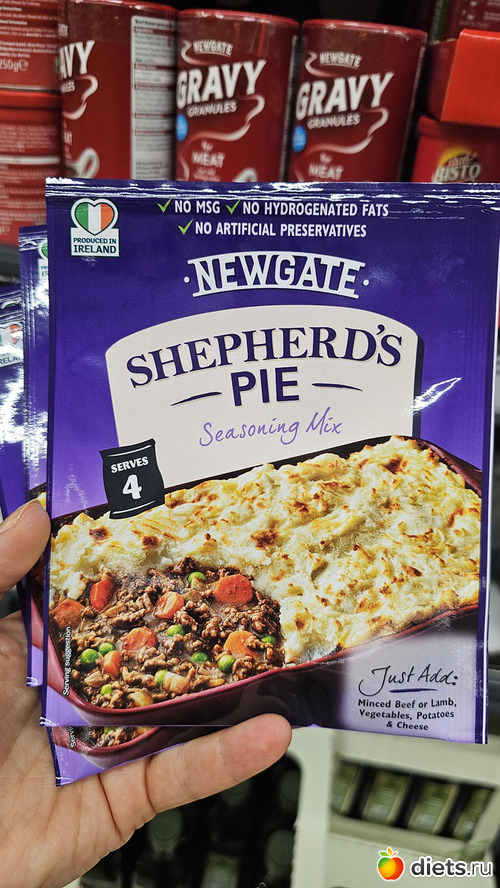 250g℮
NEWGATE
GRAVY
GRANULES
MEAT
NEWGATE
GRAVY
GRANULES
MEAT
BISTO
✓ NO MSG ✓ NO HYDROGENATED FATS
✓ NO ARTIFICIAL PRESERVATIVES
PRODUCED IN
IRELAND
·NEWGATE·
SHEPHERD'S
PIE
Seasoning Mix
SERVES
4
Serving suggestion
Just Add:
Minced Beef or Lamb,
Vegetables, Potatoes
& Cheese
diets.ru